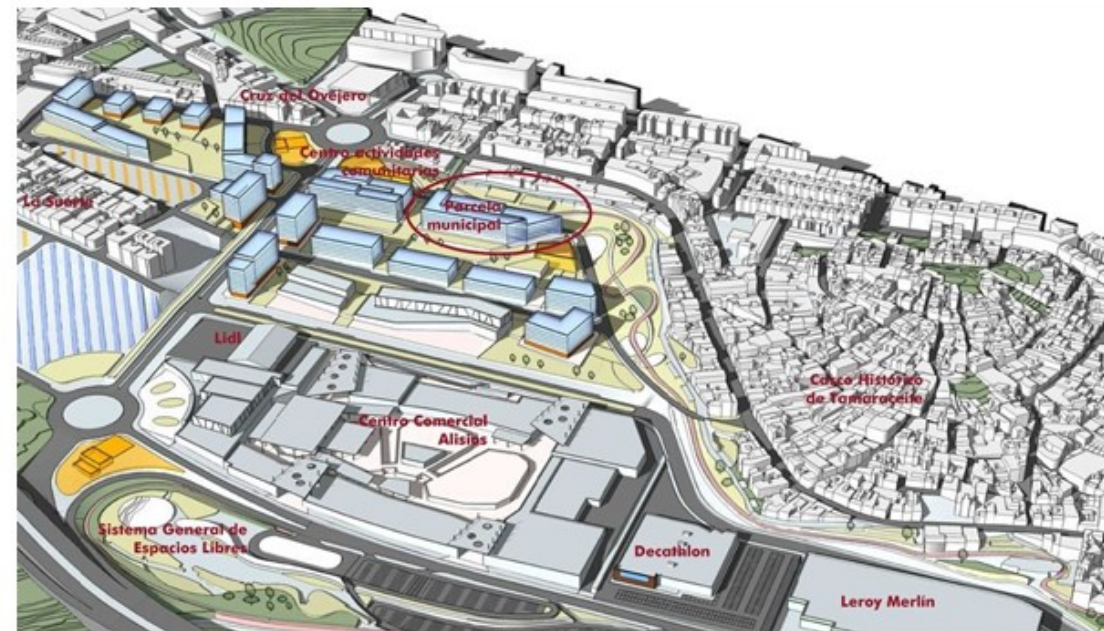 Cruz del Ovejero
Centro actividades
comunitarias
La Suerte
Parcela
municipal
Lidl
Casco Histórico
de Tamaraceite
Centro Comercial
Alisios
Sistema General de
Espacios Libres
Decathlon
Leroy Merlín